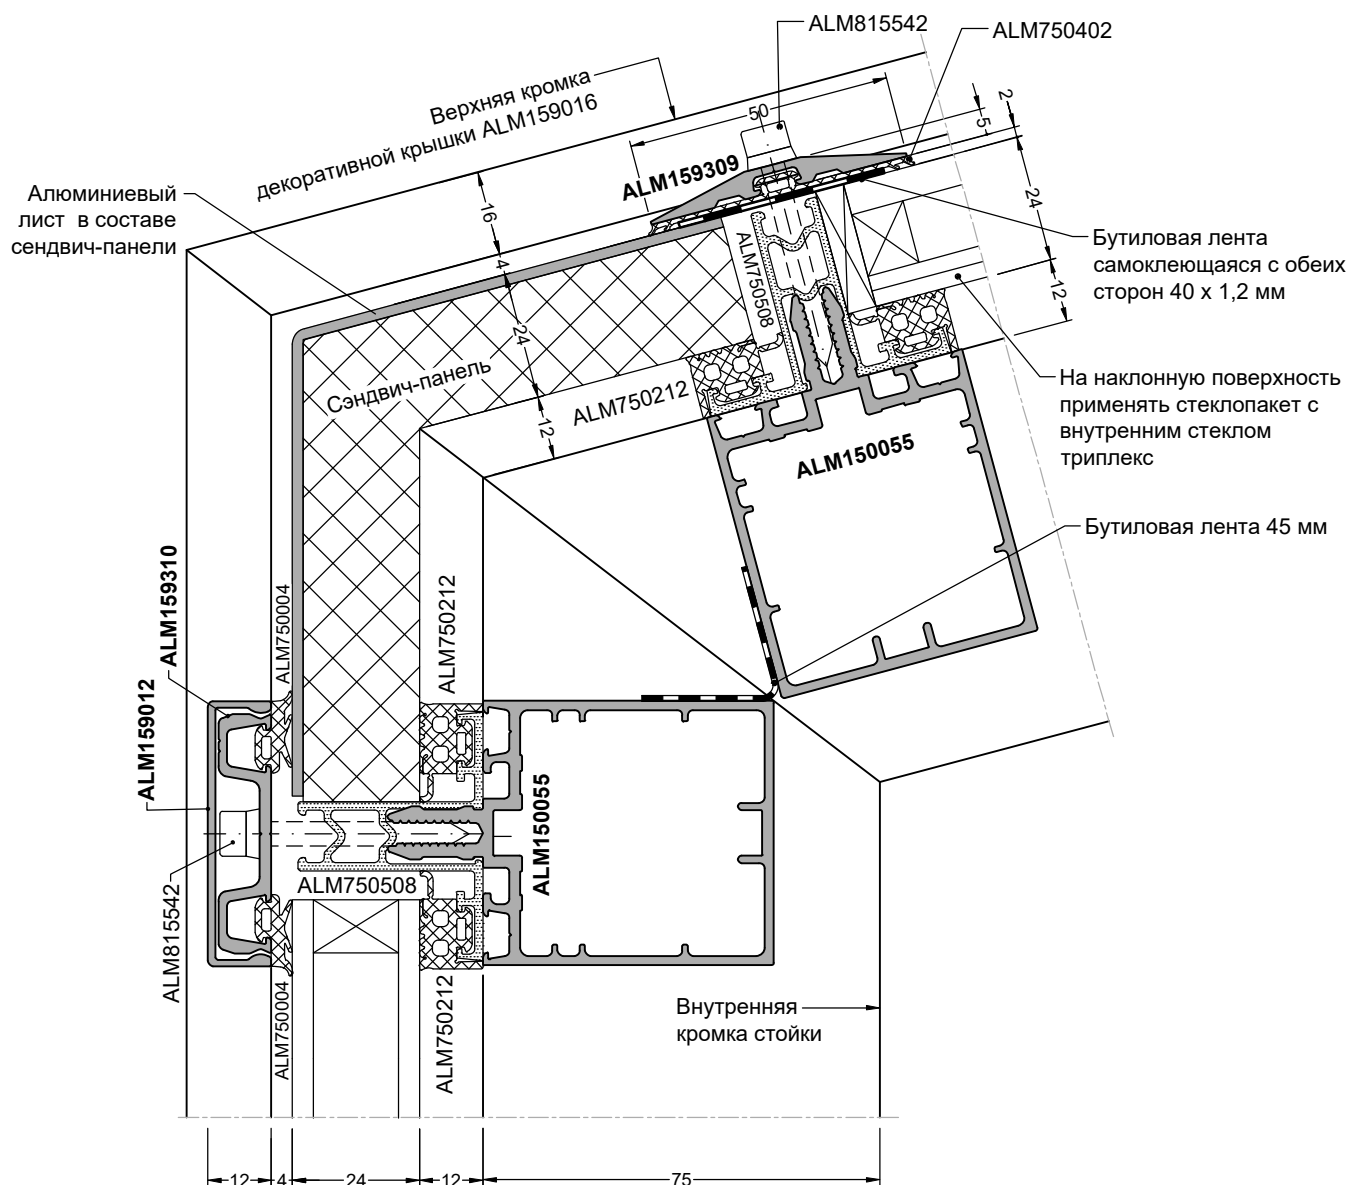 ALM815542
ALM750402
Верхняя кромка
декоративной крышки ALM159016
50
2
5
ALM159309
Алюминиевый
лист в составе
сендвич-панели
16
4
24
12
ALM750508
24
12
Бутиловая лента
самоклеющаяся с обеих
сторон 40 x 1,2 мм
Сэндвич-панель
ALM750212
ALM150055
На наклонную поверхность
применять стеклопакет с
внутренним стеклом
триплекс
Бутиловая лента 45 мм
ALM159310
ALM159012
ALM750004
ALM750212
ALM150055
ALM750508
ALM815542
ALM750004
ALM750212
Внутренняя
кромка стойки
12
4
24
12
75